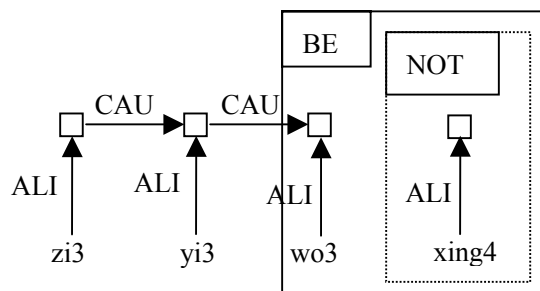 BE
NOT
CAU CAU
ALI ALI ALI ALI
zi3 yi3 wo3 xing4